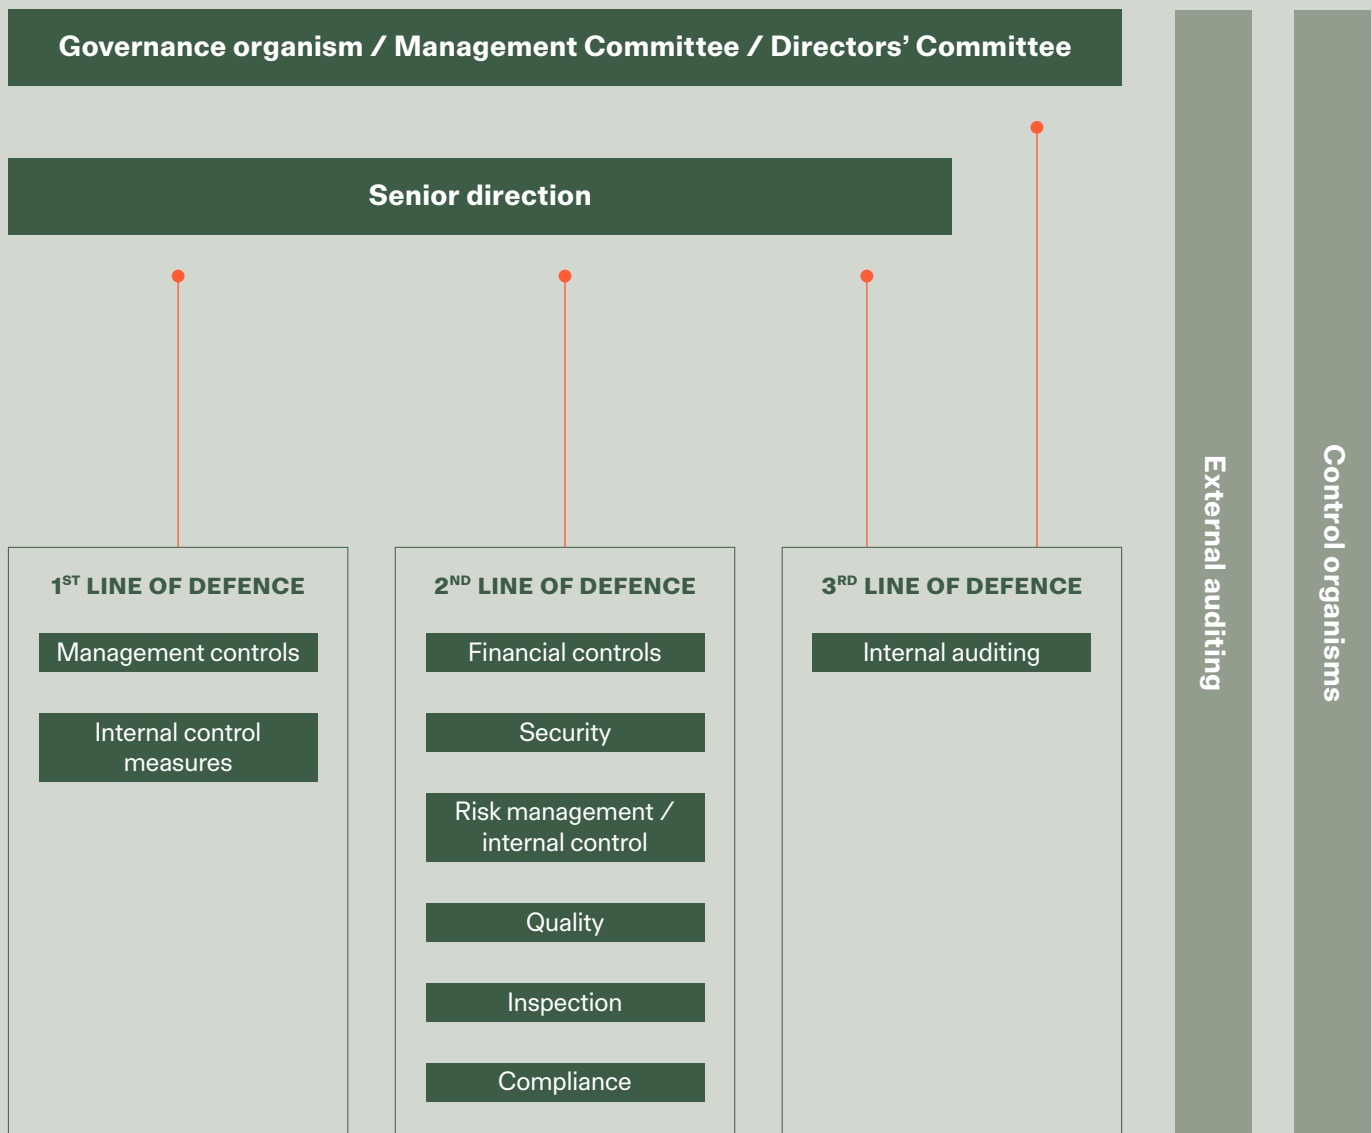 Governance organism / Management Committee / Directors’ Committee
Senior direction
1ST LINE OF DEFENCE
Management controls
Internal control
measures
2ND LINE OF DEFENCE
Financial controls
Security
Risk management /
internal control
Quality
Inspection
Compliance
3RD LINE OF DEFENCE
Internal auditing
External auditing
Control organisms